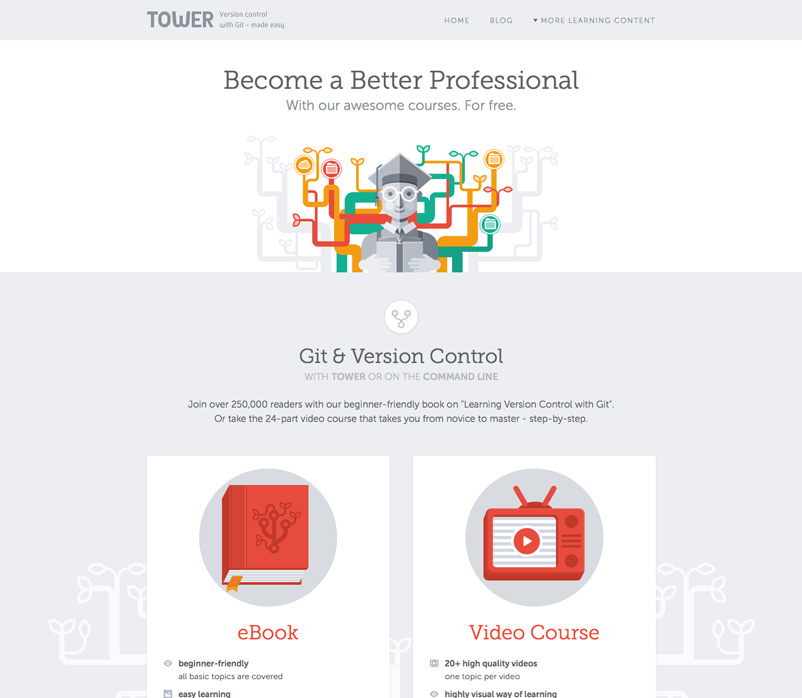 TOWER
Version control
with Git - made easy.
HOME BLOG MORE LEARNING CONTENT
Become a Better Professional
With our awesome courses. For free.
Git & Version Control
WITH TOWER OR ON THE COMMAND LINE
Join over 250,000 readers with our beginner-friendly book on "Learning Version Control with Git".
Or take the 24-part video course that takes you from novice to master - step-by-step.
eBook
beginner-friendly
all basic topics are covered
easy learning
Video Course
20+ high quality videos
one topic per video
highly visual way of learning